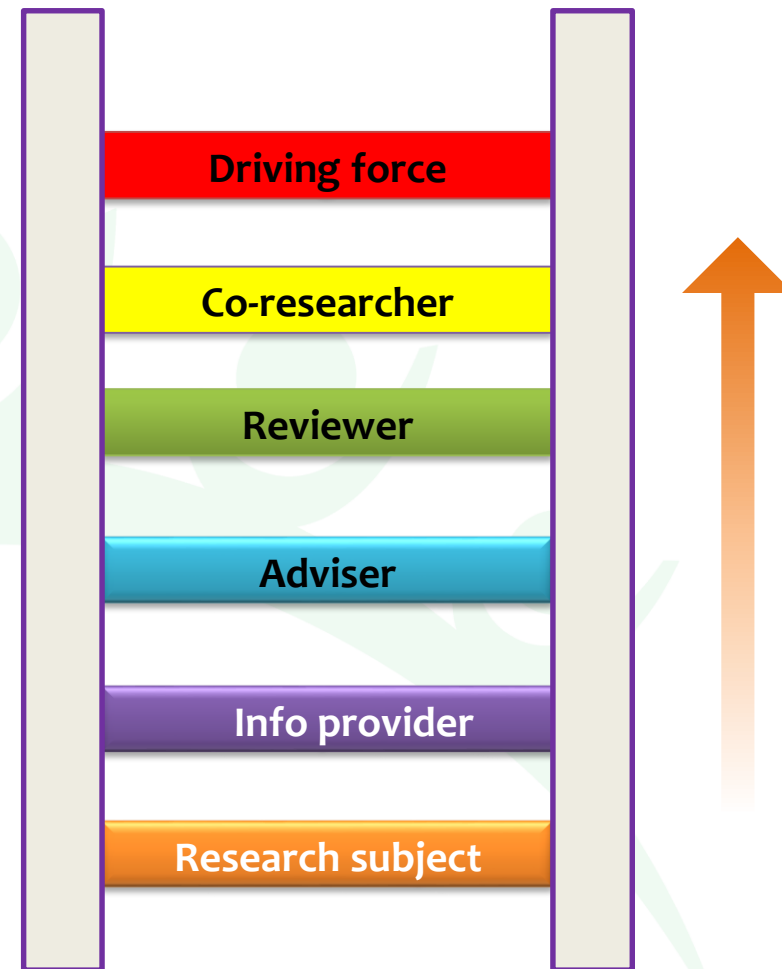 Driving force
Co-researcher
Reviewer
Adviser
Info provider
Research subject